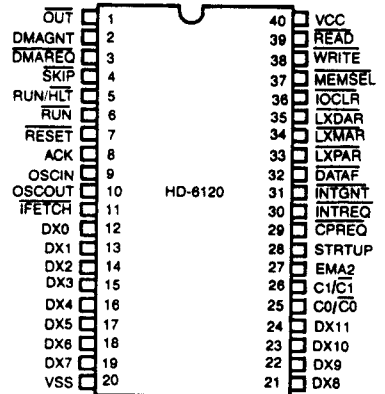 OUT 1 40 VCC
DMAGNT 2 39 READ
DMAREQ 3 38 WRITE
SKIP 4 37 MEMSEL
RUN/HLT 5 36 IOCLR
RUN 6 35 LXDAR
RESET 7 34 LXMAR
ACK 8 33 LXPAR
OSCIN 9 32 DATAF
OSCOUT 10 HD-6120 31 INTGNT
IFETCH 11 30 INTREQ
DX0 12 29 CPREQ
DX1 13 28 STRTUP
DX2 14 27 EMA2
DX3 15 26 C1/C1
DX4 16 25 C0/C0
DX5 17 24 DX11
DX6 18 23 DX10
DX7 19 22 DX9
VSS 20 21 DX8